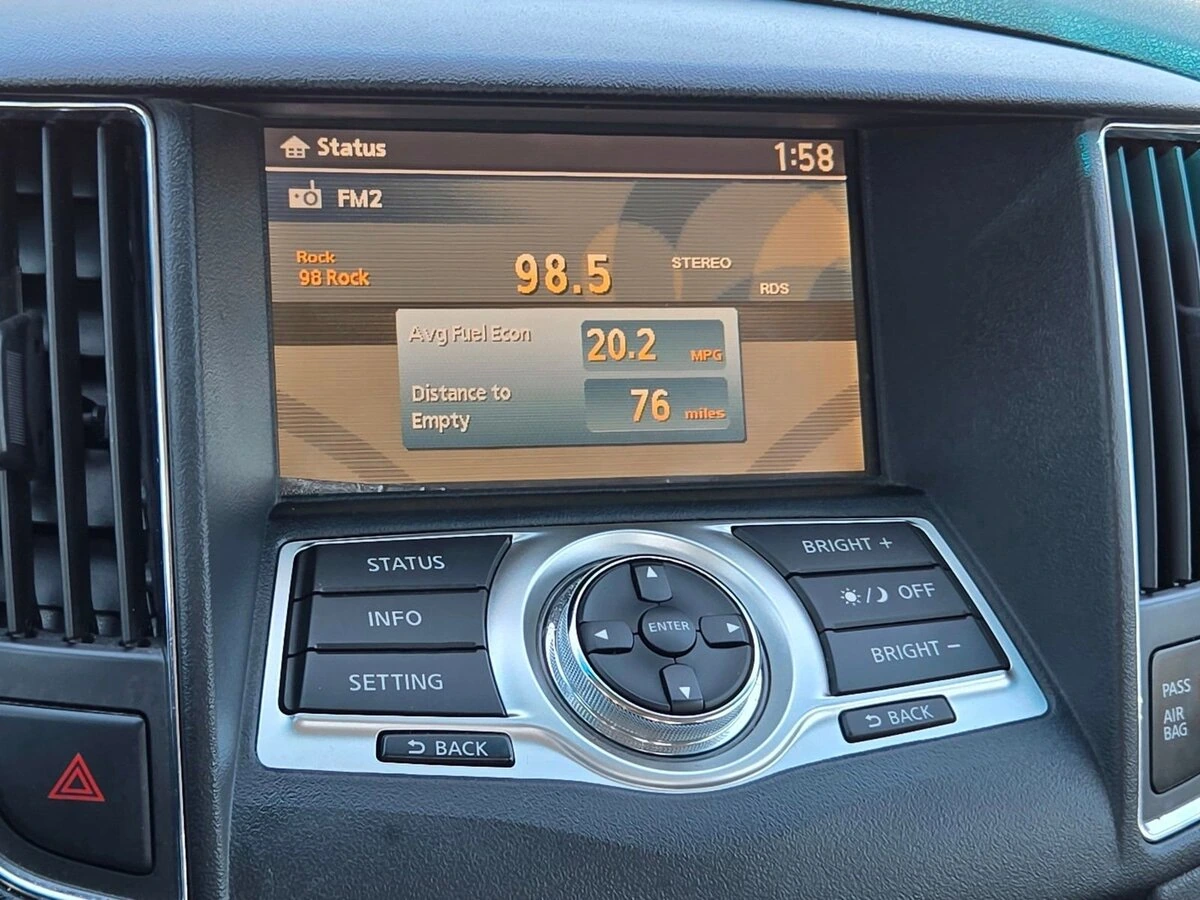 Status 1:58
FM2
Rock
98 Rock 98.5 STEREO
RDS
Avg Fuel Econ 20.2 MPG
Distance to
Empty 76 miles
STATUS
INFO
SETTING
BACK
ENTER
BRIGHT +
/ OFF
BRIGHT −
BACK
PASS
AIR
BAG